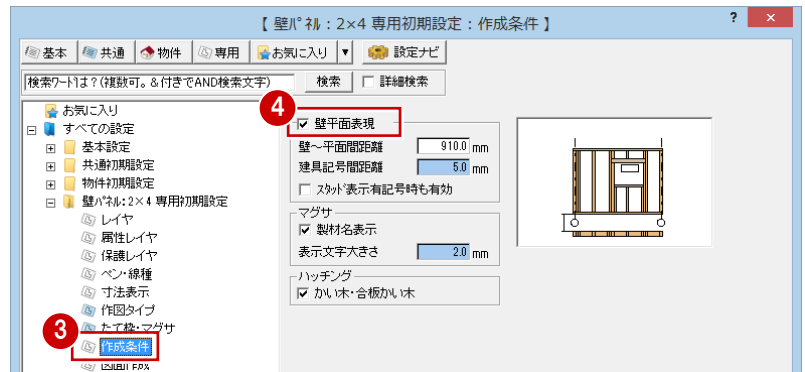 【 壁ﾊﾟﾈﾙ：2×4 専用初期設定：作成条件 】 ? x
基本 共通 物件 専用 お気に入り ▼ 設定ナビ
検索ﾜｰﾄﾞは？(複数可。＆付きでAND検索文字) 検索 詳細検索
お気に入り
すべての設定
基本設定
共通初期設定
物件初期設定
壁ﾊﾟﾈﾙ:2×4 専用初期設定
レイヤ
属性レイヤ
保護レイヤ
ペン・線種
寸法表示
作図タイプ
たて枠・マグサ
3
作成条件
図面作成
4
壁平面表現
壁～平面間距離 910.0 mm
建具記号間距離 5.0 mm
ｽﾀｯﾄﾞ表示有記号時も有効
マグサ
製材名表示
表示文字大きさ 2.0 mm
ハッチング
かい木・合板かい木